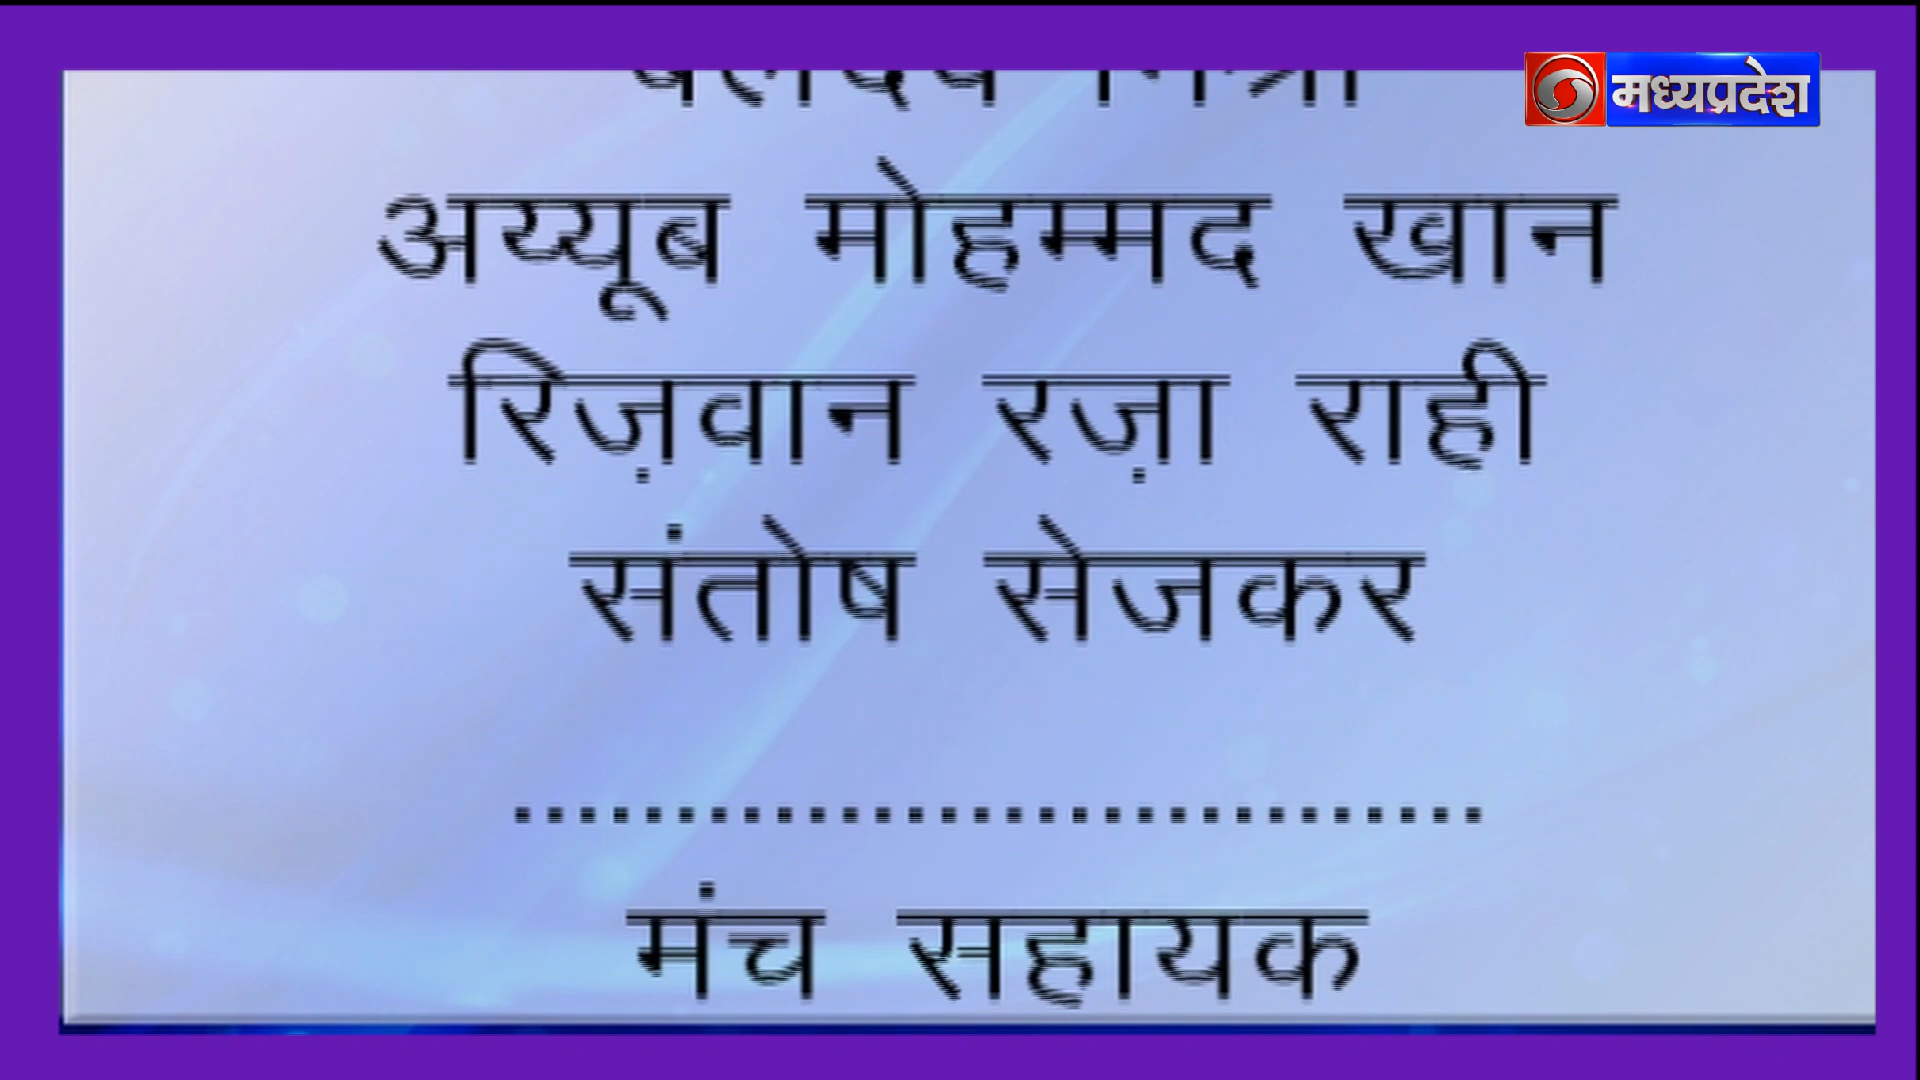 मध्यप्रदेश
अय्यूब मोहम्मद खान
रिज़वान रज़ा राही
संतोष सेजकर
..............................
मंच सहायक